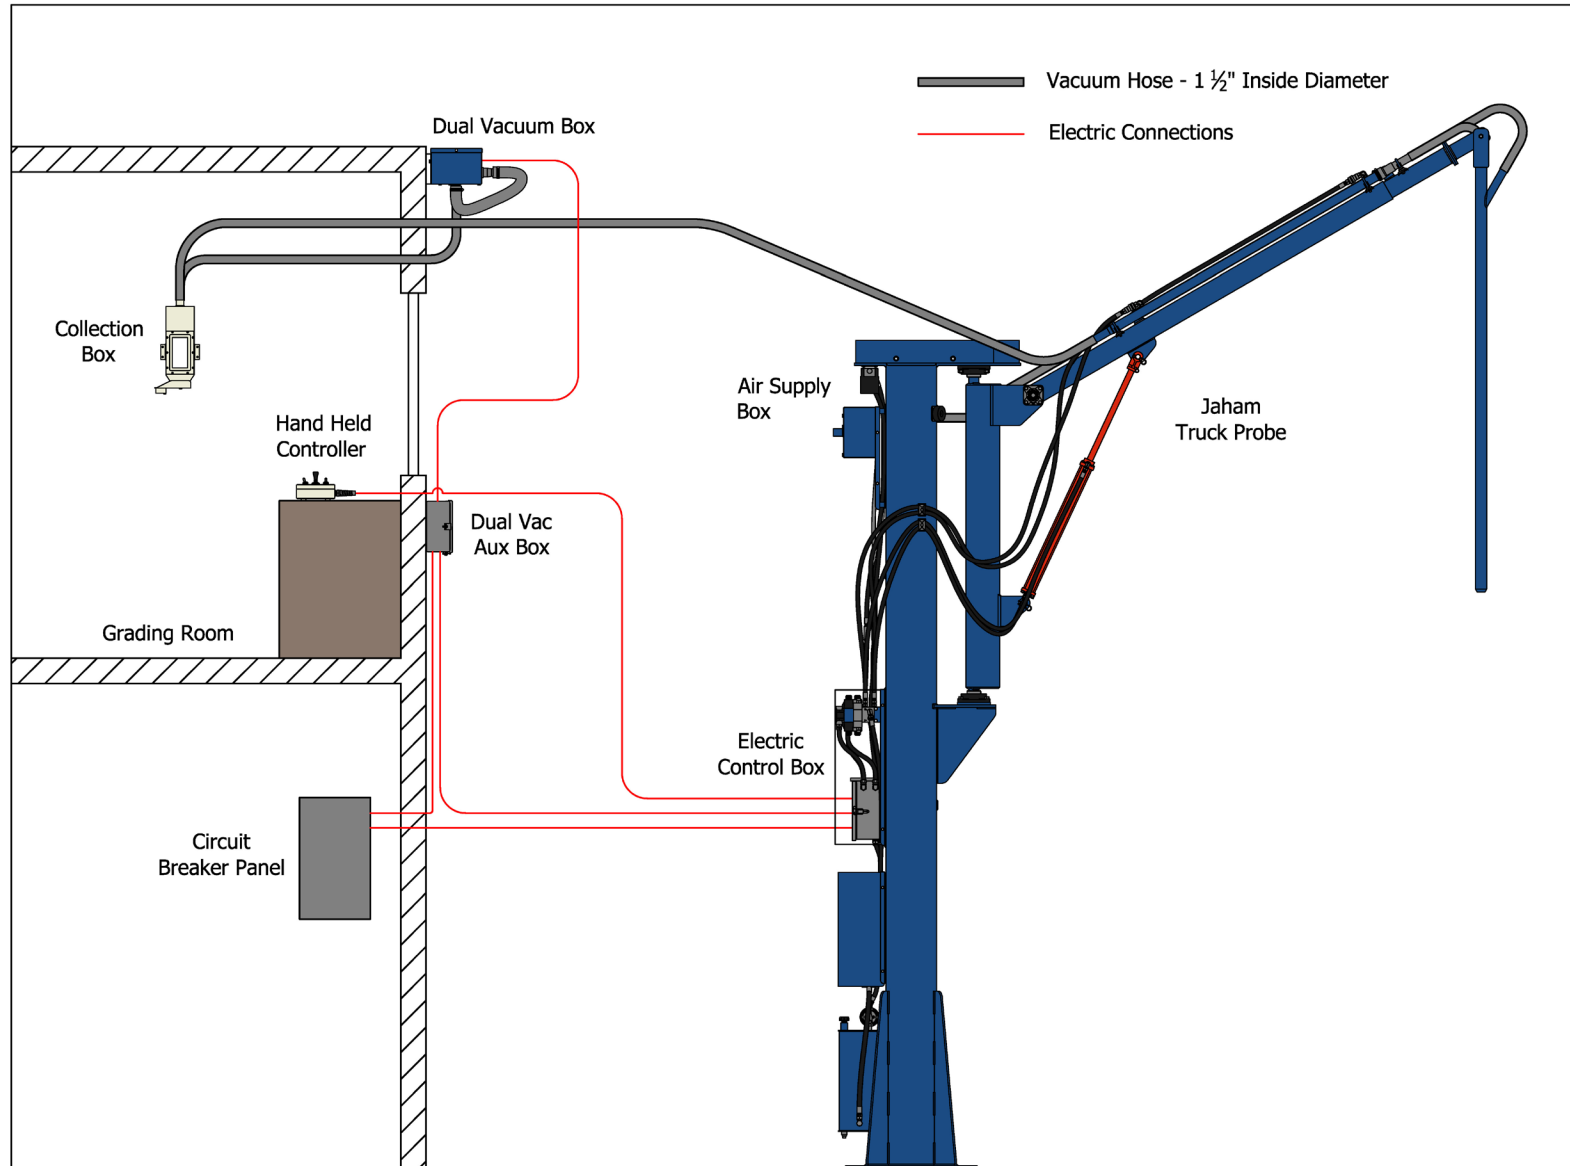 Vacuum Hose - 1 ½" Inside Diameter
Electric Connections
Dual Vacuum Box
Collection
Box
Hand Held
Controller
Dual Vac
Aux Box
Grading Room
Air Supply
Box
Jaham
Truck Probe
Electric
Control Box
Circuit
Breaker Panel